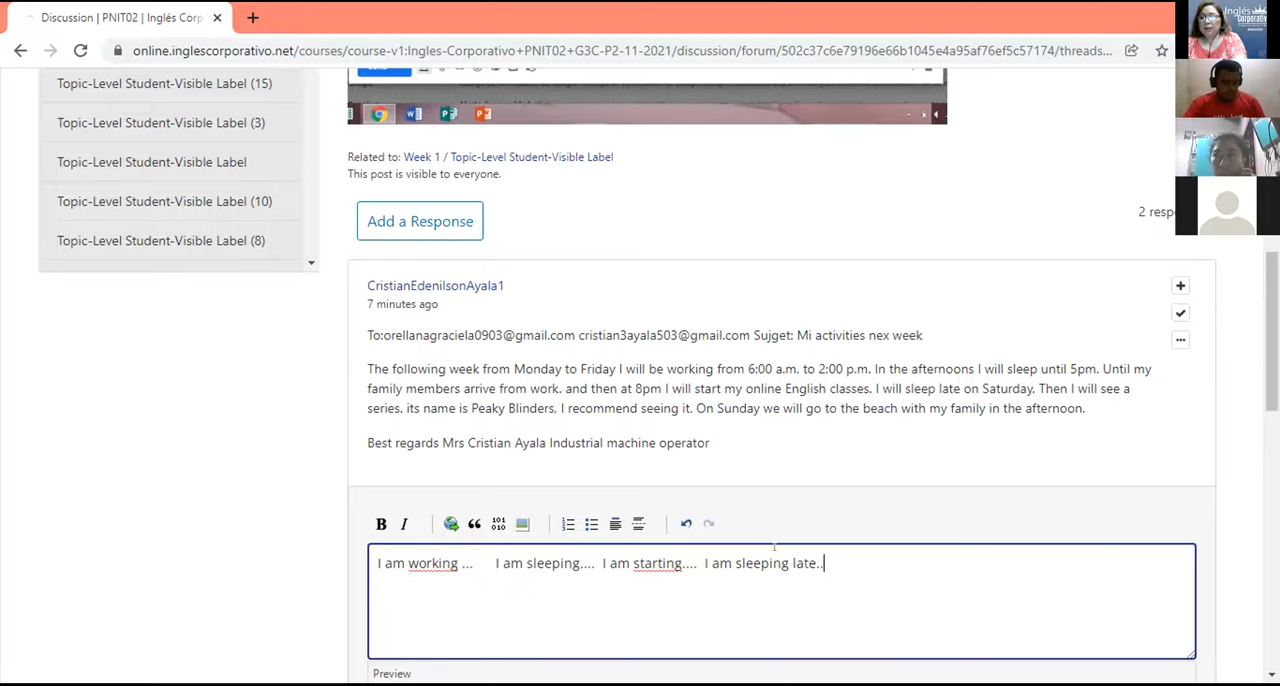 Discussion | PNIT02 | Inglés Corp
online.inglescorporativo.net/courses/course-v1:Ingles-Corporativo+PNIT02+G3C-P2-11-2021/discussion/forum/502c37c6e79196e66b1045e4a95af76ef5c57174/threads...
Inglés
Corporativo
Topic-Level Student-Visible Label (15)
Topic-Level Student-Visible Label (3)
Topic-Level Student-Visible Label
Topic-Level Student-Visible Label (10)
Topic-Level Student-Visible Label (8)
Related to: Week 1 / Topic-Level Student-Visible Label
This post is visible to everyone.
Add a Response
2 resp
CristianEdenilsonAyala1
7 minutes ago
To:orellanagraciela0903@gmail.com cristian3ayala503@gmail.com Sujget: Mi activities nex week
The following week from Monday to Friday I will be working from 6:00 a.m. to 2:00 p.m. In the afternoons I will sleep until 5pm. Until my
family members arrive from work. and then at 8pm I will start my online English classes. I will sleep late on Saturday. Then I will see a
series. its name is Peaky Blinders, I recommend seeing it. On Sunday we will go to the beach with my family in the afternoon.
Best regards Mrs Cristian Ayala Industrial machine operator
B I
101
010
I am working ... I am sleeping.... I am starting.... I am sleeping late..
Preview